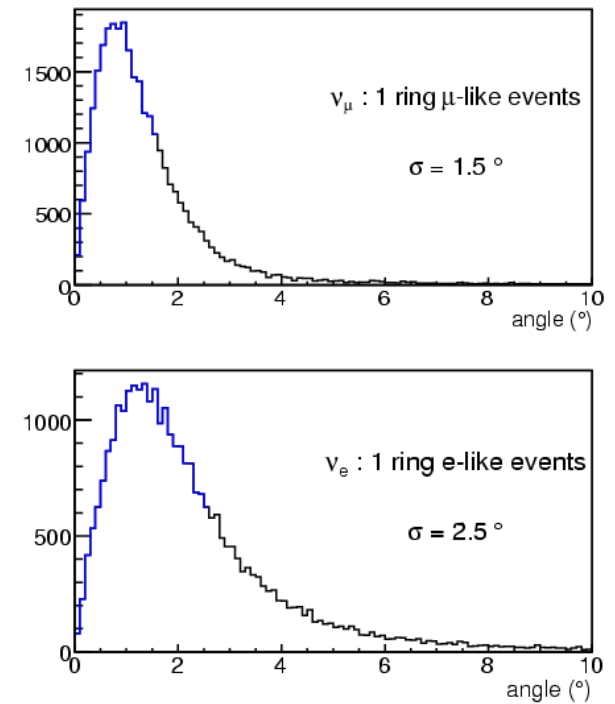 1500
1000
500
0
0 2 4 6 8 10
angle (°)
νμ : 1 ring μ-like events
σ = 1.5 °
1000
500
0
0 2 4 6 8 10
angle (°)
νe : 1 ring e-like events
σ = 2.5 °